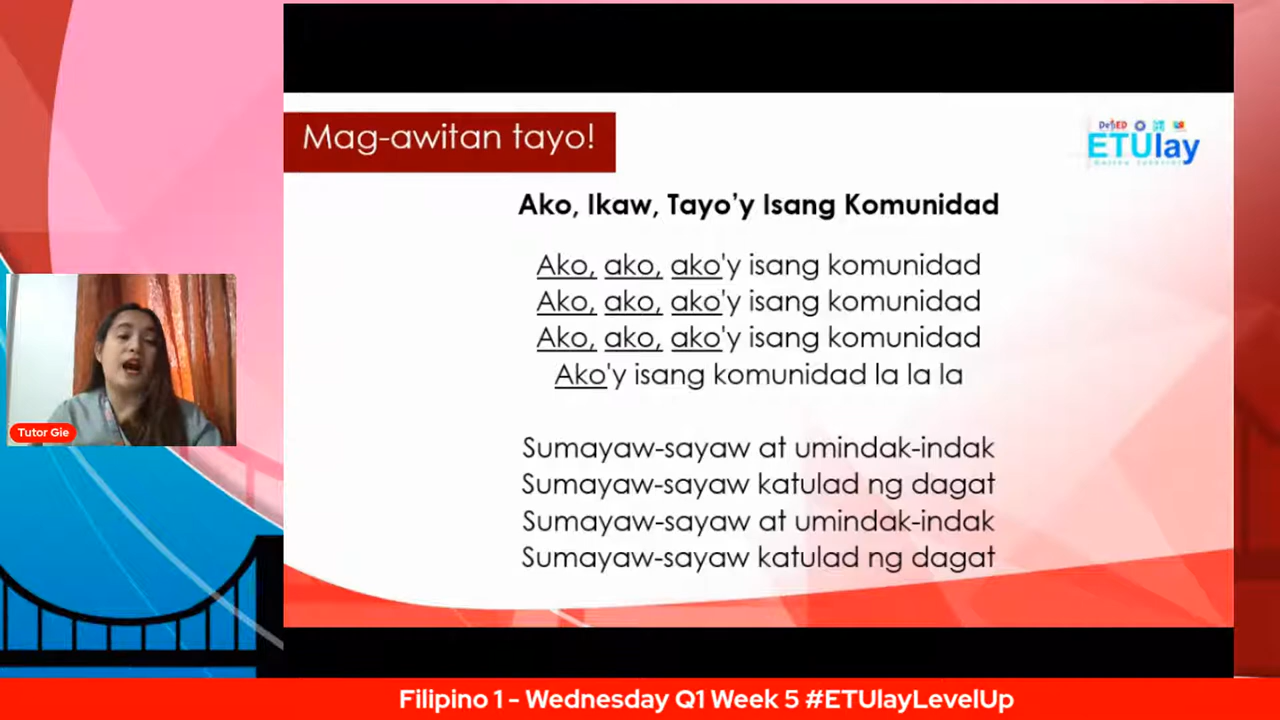 Mag-awitan tayo!
DepED
ETUlay
Ako, Ikaw, Tayo’y Isang Komunidad
Ako, ako, ako'y isang komunidad
Ako, ako, ako'y isang komunidad
Ako, ako, ako'y isang komunidad
Ako'y isang komunidad la la la
Sumayaw-sayaw at umindak-indak
Sumayaw-sayaw katulad ng dagat
Sumayaw-sayaw at umindak-indak
Sumayaw-sayaw katulad ng dagat
Tutor Gie
Filipino 1 - Wednesday Q1 Week 5 #ETUlayLevelUp